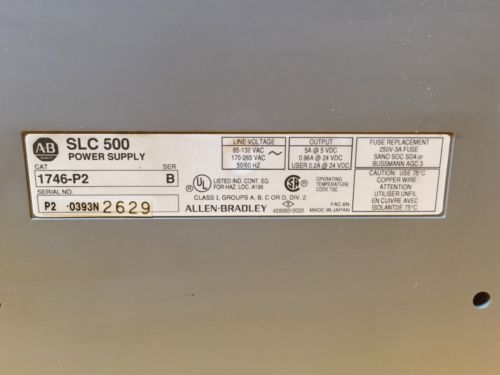 AB
SLC 500
POWER SUPPLY
CAT SER
1746-P2 B
SERIAL NO.
P2 -0393N 2629
LINE VOLTAGE
85-132 VAC
170-265 VAC
50/60 HZ
OUTPUT
5A @ 5 VDC
0.96A @ 24 VDC
USER 0.2A @ 24 VDC
UL LISTED IND. CONT. EQ.
FOR HAZ. LOC. A196
SA
OPERATING
TEMPERATURE
CODE T3C
CLASS I, GROUPS A, B, C OR D, DIV. 2
ALLEN-BRADLEY
FAC 6N
MADE IN JAPAN
FUSE REPLACEMENT
250V-3A FUSE
SANO SOC SD4 or
BUSSMANN AGC 3
CAUTION: USE 75°C
COPPER WIRE
ATTENTION
UTILISER UNFIL
EN CUIVRE AVEC
ISOLANTDE 75°C